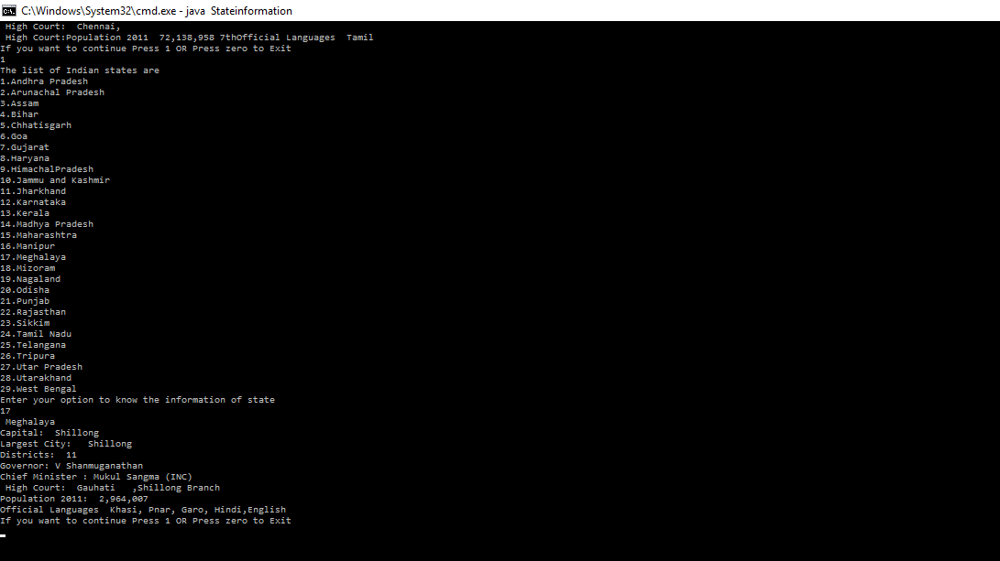 C:\Windows\System32\cmd.exe - java  Stateinformation
High Court:  Chennai,
High Court:Population 2011  72,138,958 7thOfficial Languages  Tamil
If you want to continue Press 1 OR Press zero to Exit
1
The list of Indian states are
1.Andhra Pradesh
2.Arunachal Pradesh
3.Assam
4.Bihar
5.Chhatisgarh
6.Goa
7.Gujarat
8.Haryana
9.HimachalPradesh
10.Jammu and Kashmir
11.Jharkhand
12.Karnataka
13.Kerala
14.Madhya Pradesh
15.Maharashtra
16.Manipur
17.Meghalaya
18.Mizoram
19.Nagaland
20.Odisha
21.Punjab
22.Rajasthan
23.Sikkim
24.Tamil Nadu
25.Telangana
26.Tripura
27.Utar Pradesh
28.Utarakhand
29.West Bengal
Enter your option to know the information of state
17
Meghalaya
Capital:  Shillong
Largest City:   Shillong
Districts:  11
Governor: V Shanmuganathan
Chief Minister : Mukul Sangma (INC)
High Court:  Gauhati   ,Shillong Branch
Population 2011:  2,964,007
Official Languages  Khasi, Pnar, Garo, Hindi,English
If you want to continue Press 1 OR Press zero to Exit